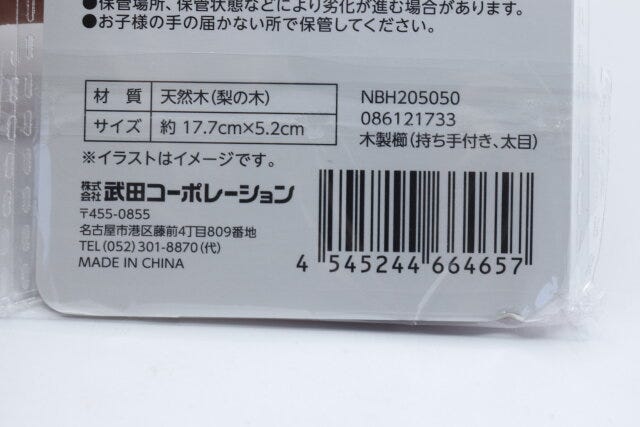 ●保管場所、保管状態などにより劣化が進む場合があります。
●お子様の手の届かない所で保管してください。
材 質 天然木(梨の木)
サイズ 約 17.7cm×5.2cm
※イラストはイメージです。
株式会社 武田コーポレーション
〒455-0855
名古屋市港区藤前4丁目809番地
TEL(052)301-8870(代)
MADE IN CHINA
NBH205050
086121733
木製櫛(持ち手付き、太目)
4 545244 664657